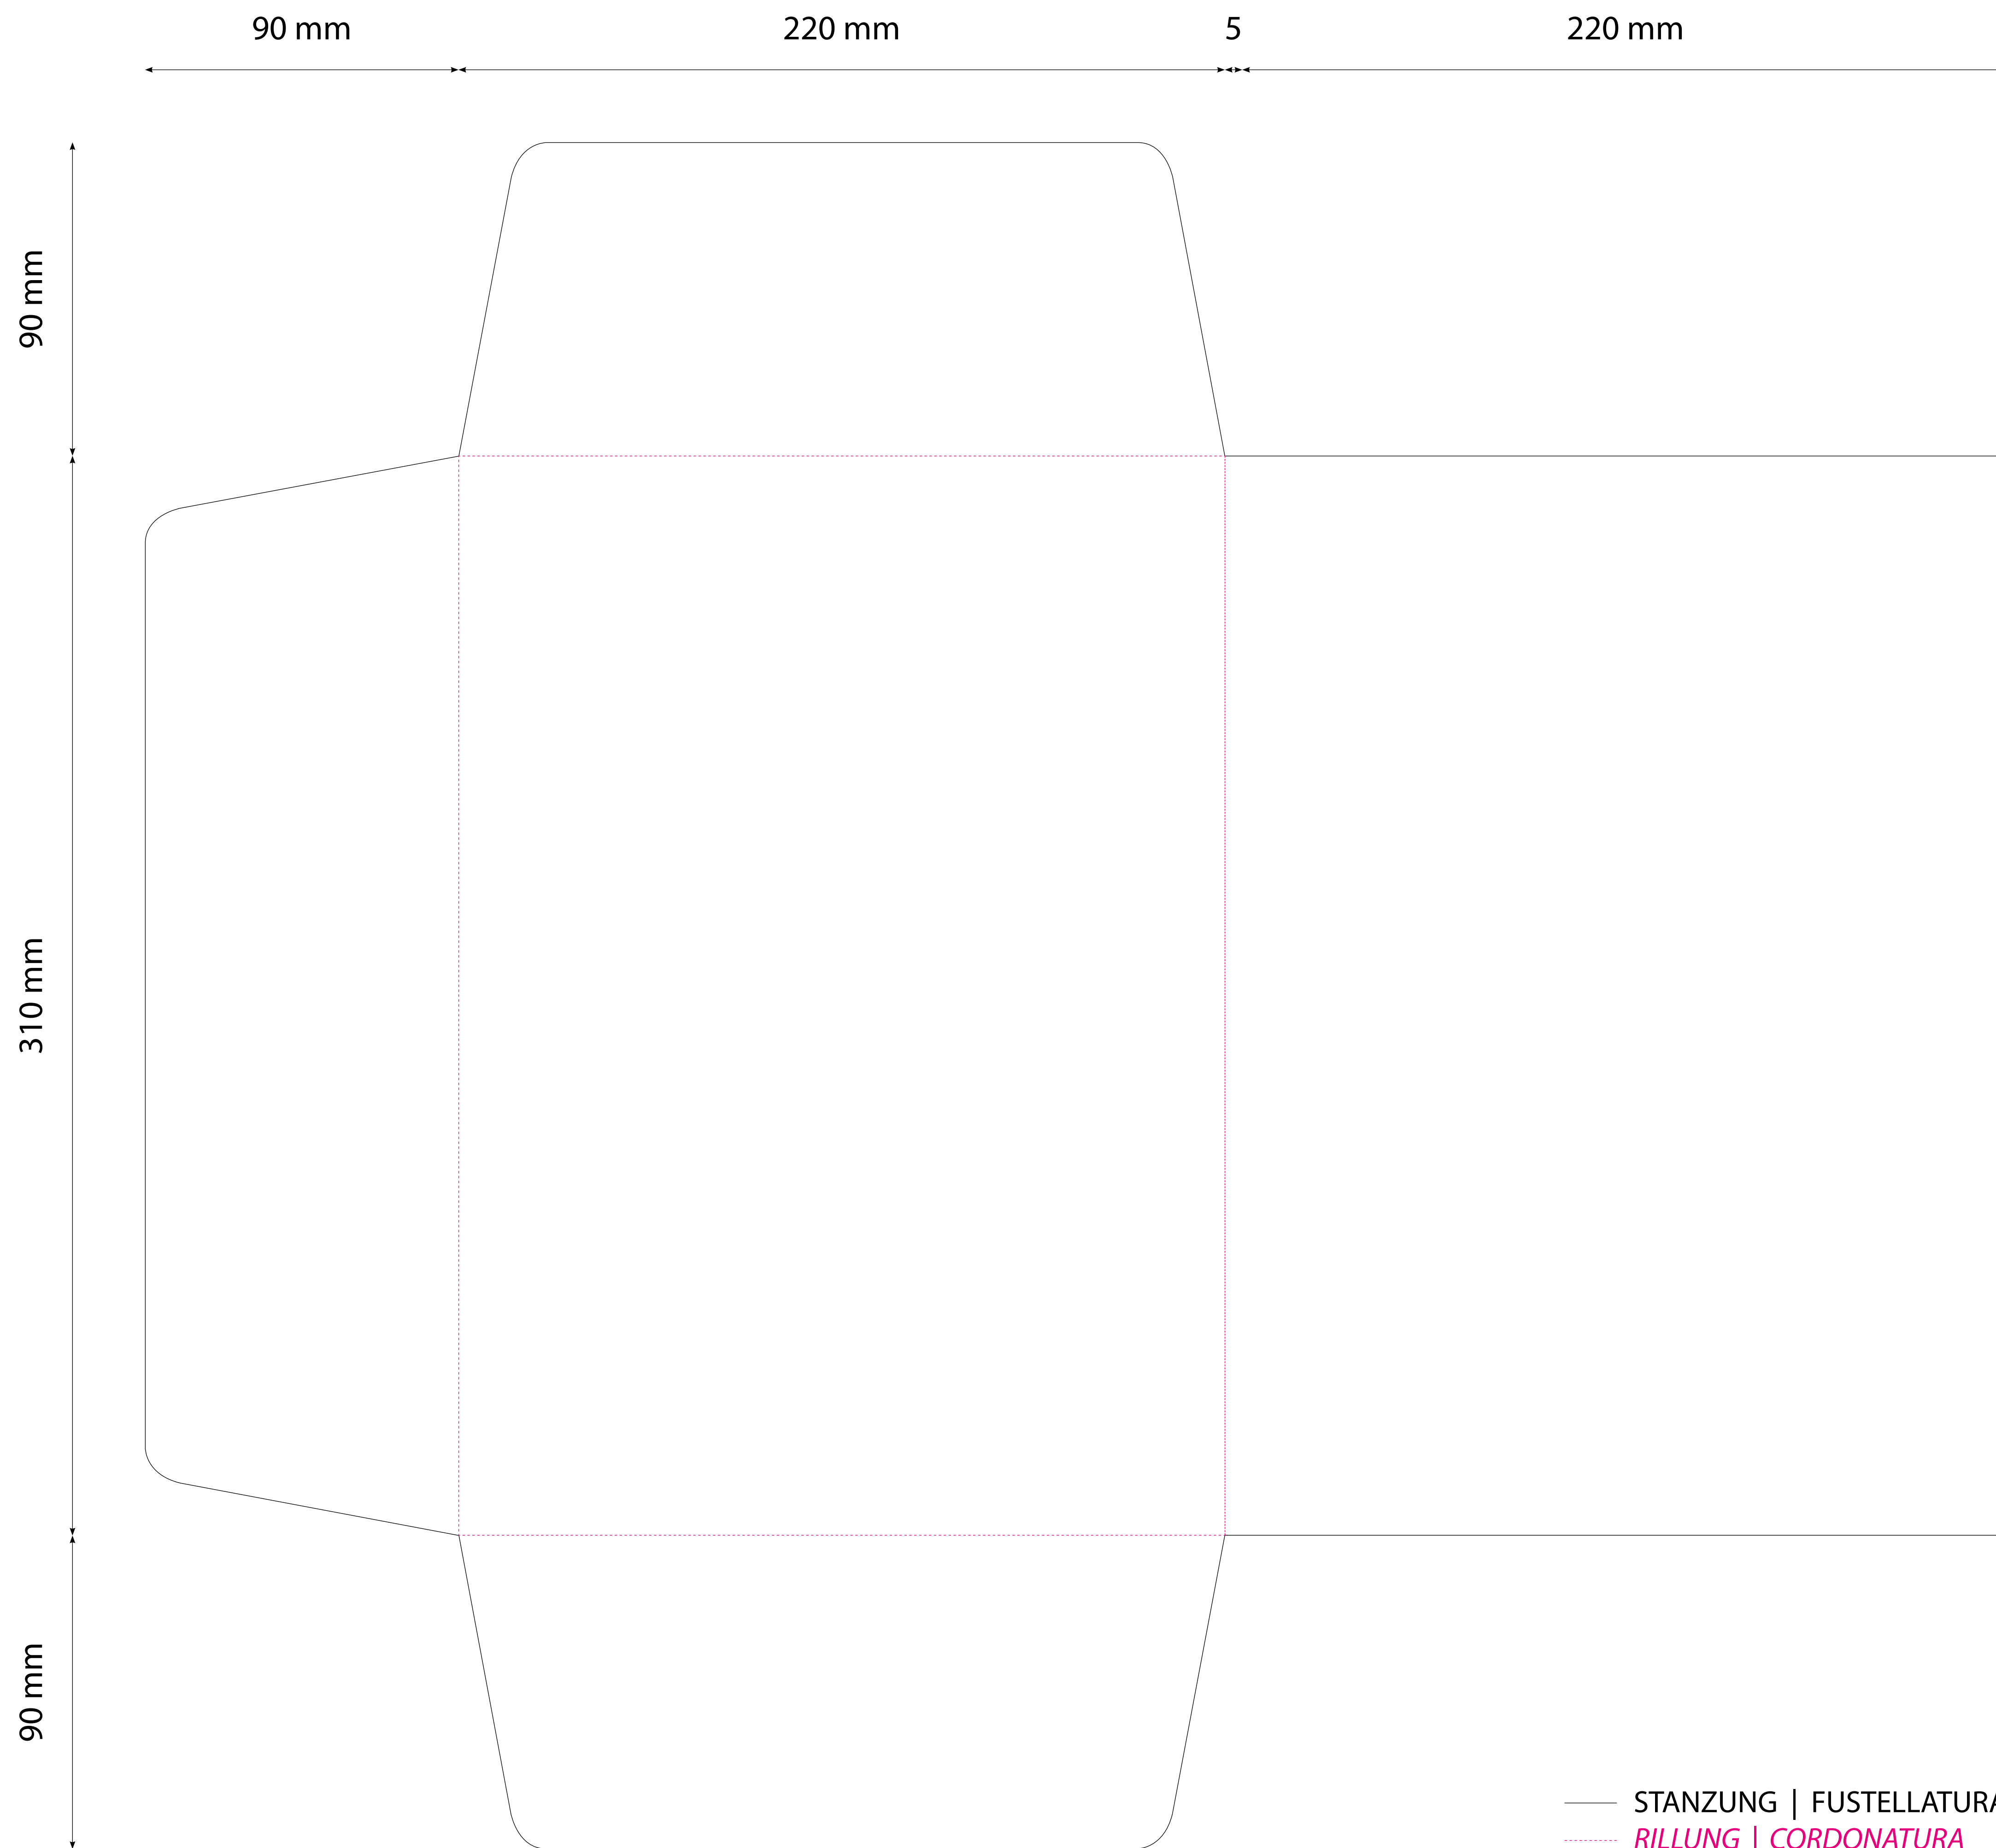 90 mm 220 mm 5 220 mm
90 mm
310 mm
90 mm
STANZUNG | FUSTELLATURA
RILLUNG | CORDONATURA